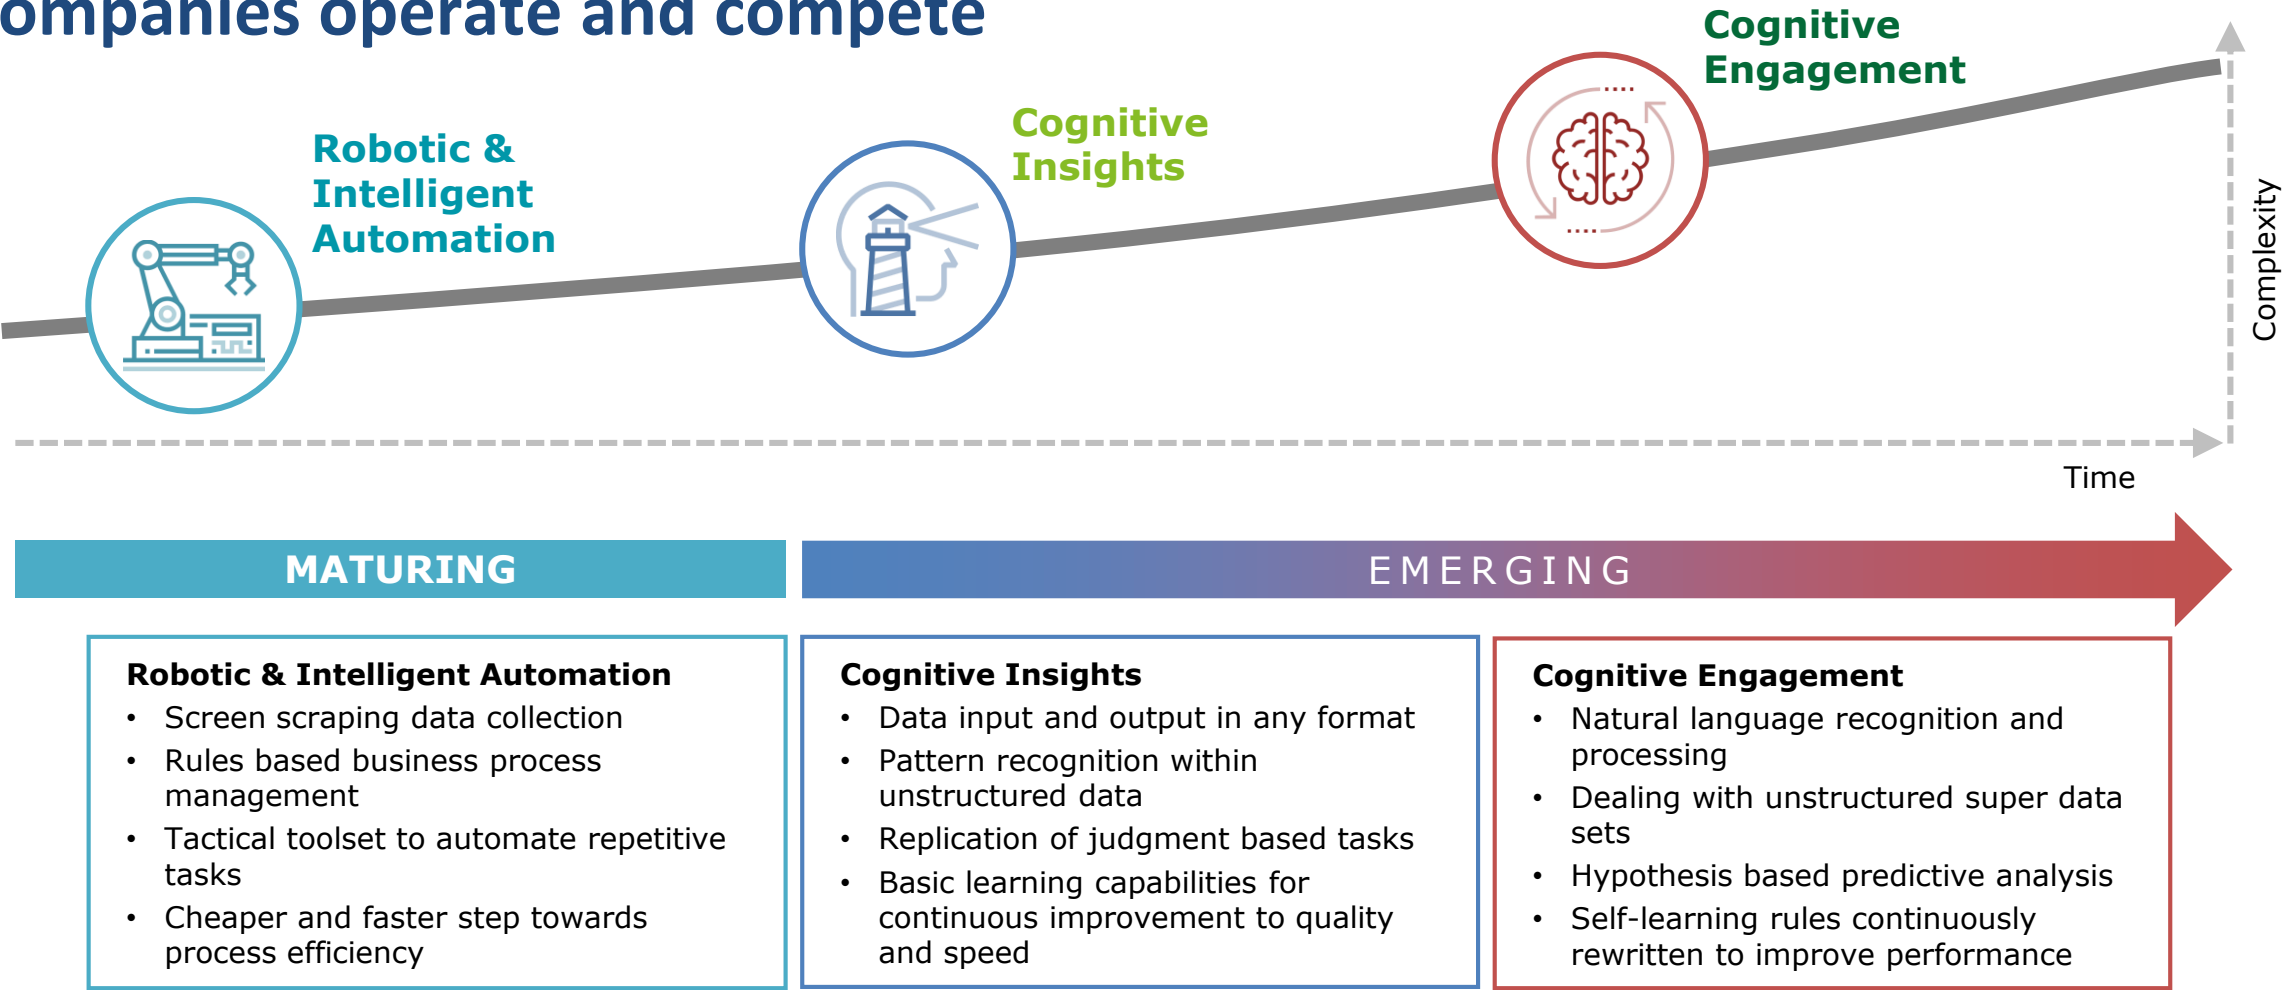 ompanies operate and compete
Cognitive
Engagement
Cognitive
Insights
Robotic &
Intelligent
Automation
Complexity
Time
MATURING
EMERGING
Robotic & Intelligent Automation
• Screen scraping data collection
• Rules based business process
management
• Tactical toolset to automate repetitive
tasks
• Cheaper and faster step towards
process efficiency
Cognitive Insights
• Data input and output in any format
• Pattern recognition within
unstructured data
• Replication of judgment based tasks
• Basic learning capabilities for
continuous improvement to quality
and speed
Cognitive Engagement
• Natural language recognition and
processing
• Dealing with unstructured super data
sets
• Hypothesis based predictive analysis
• Self-learning rules continuously
rewritten to improve performance